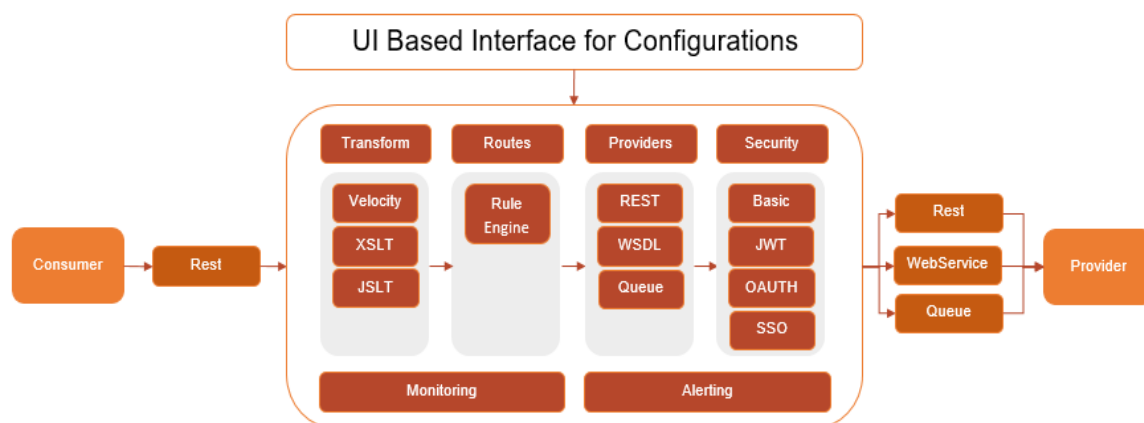 UI Based Interface for Configurations
Transform
Routes
Providers
Security
Velocity
XSLT
JSLT
Rule
Engine
REST
WSDL
Queue
Basic
JWT
OAUTH
SSO
Monitoring
Alerting
Consumer
Rest
Rest
WebService
Queue
Provider